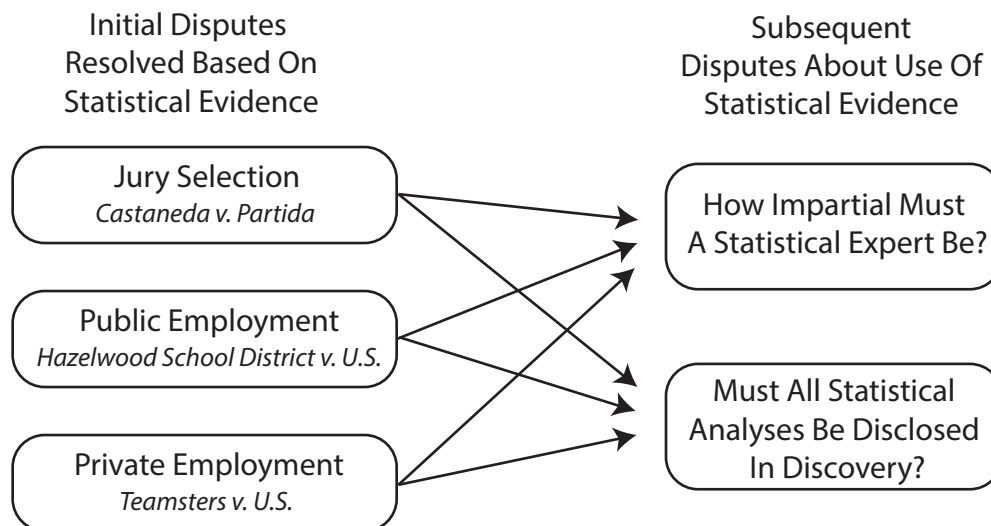 Initial Disputes
Resolved Based On
Statistical Evidence
Jury Selection
Castaneda v. Partida
Public Employment
Hazelwood School District v. U.S.
Private Employment
Teamsters v. U.S.
Subsequent
Disputes About Use Of
Statistical Evidence
How Impartial Must
A Statistical Expert Be?
Must All Statistical
Analyses Be Disclosed
In Discovery?